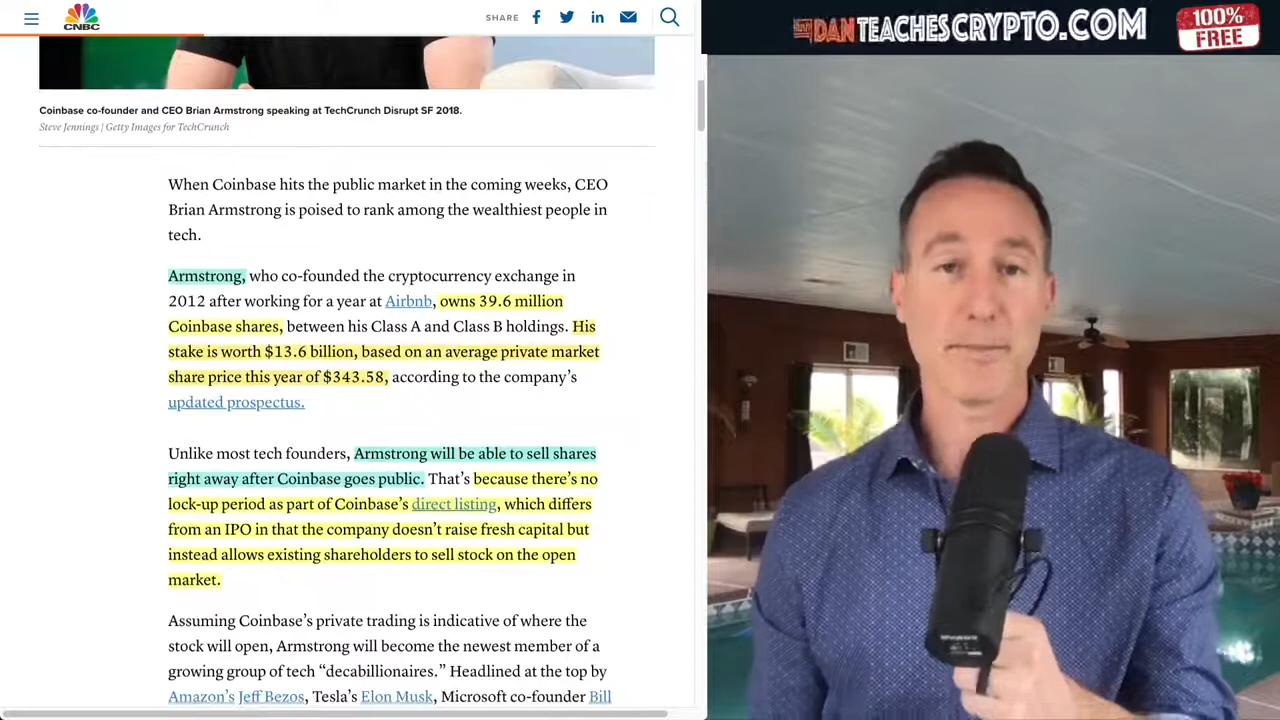 CNBC
SHARE
Coinbase co-founder and CEO Brian Armstrong speaking at TechCrunch Disrupt SF 2018.
Steve Jennings | Getty Images for TechCrunch
When Coinbase hits the public market in the coming weeks, CEO
Brian Armstrong is poised to rank among the wealthiest people in
tech.
Armstrong, who co-founded the cryptocurrency exchange in
2012 after working for a year at Airbnb, owns 39.6 million
Coinbase shares, between his Class A and Class B holdings. His
stake is worth $13.6 billion, based on an average private market
share price this year of $343.58, according to the company’s
updated prospectus.
Unlike most tech founders, Armstrong will be able to sell shares
right away after Coinbase goes public. That’s because there’s no
lock-up period as part of Coinbase’s direct listing, which differs
from an IPO in that the company doesn’t raise fresh capital but
instead allows existing shareholders to sell stock on the open
market.
Assuming Coinbase’s private trading is indicative of where the
stock will open, Armstrong will become the newest member of a
growing group of tech “decabillionaires.” Headlined at the top by
Amazon’s Jeff Bezos, Tesla’s Elon Musk, Microsoft co-founder Bill
DANTEACHESCRYPTO.COM
100%
FREE